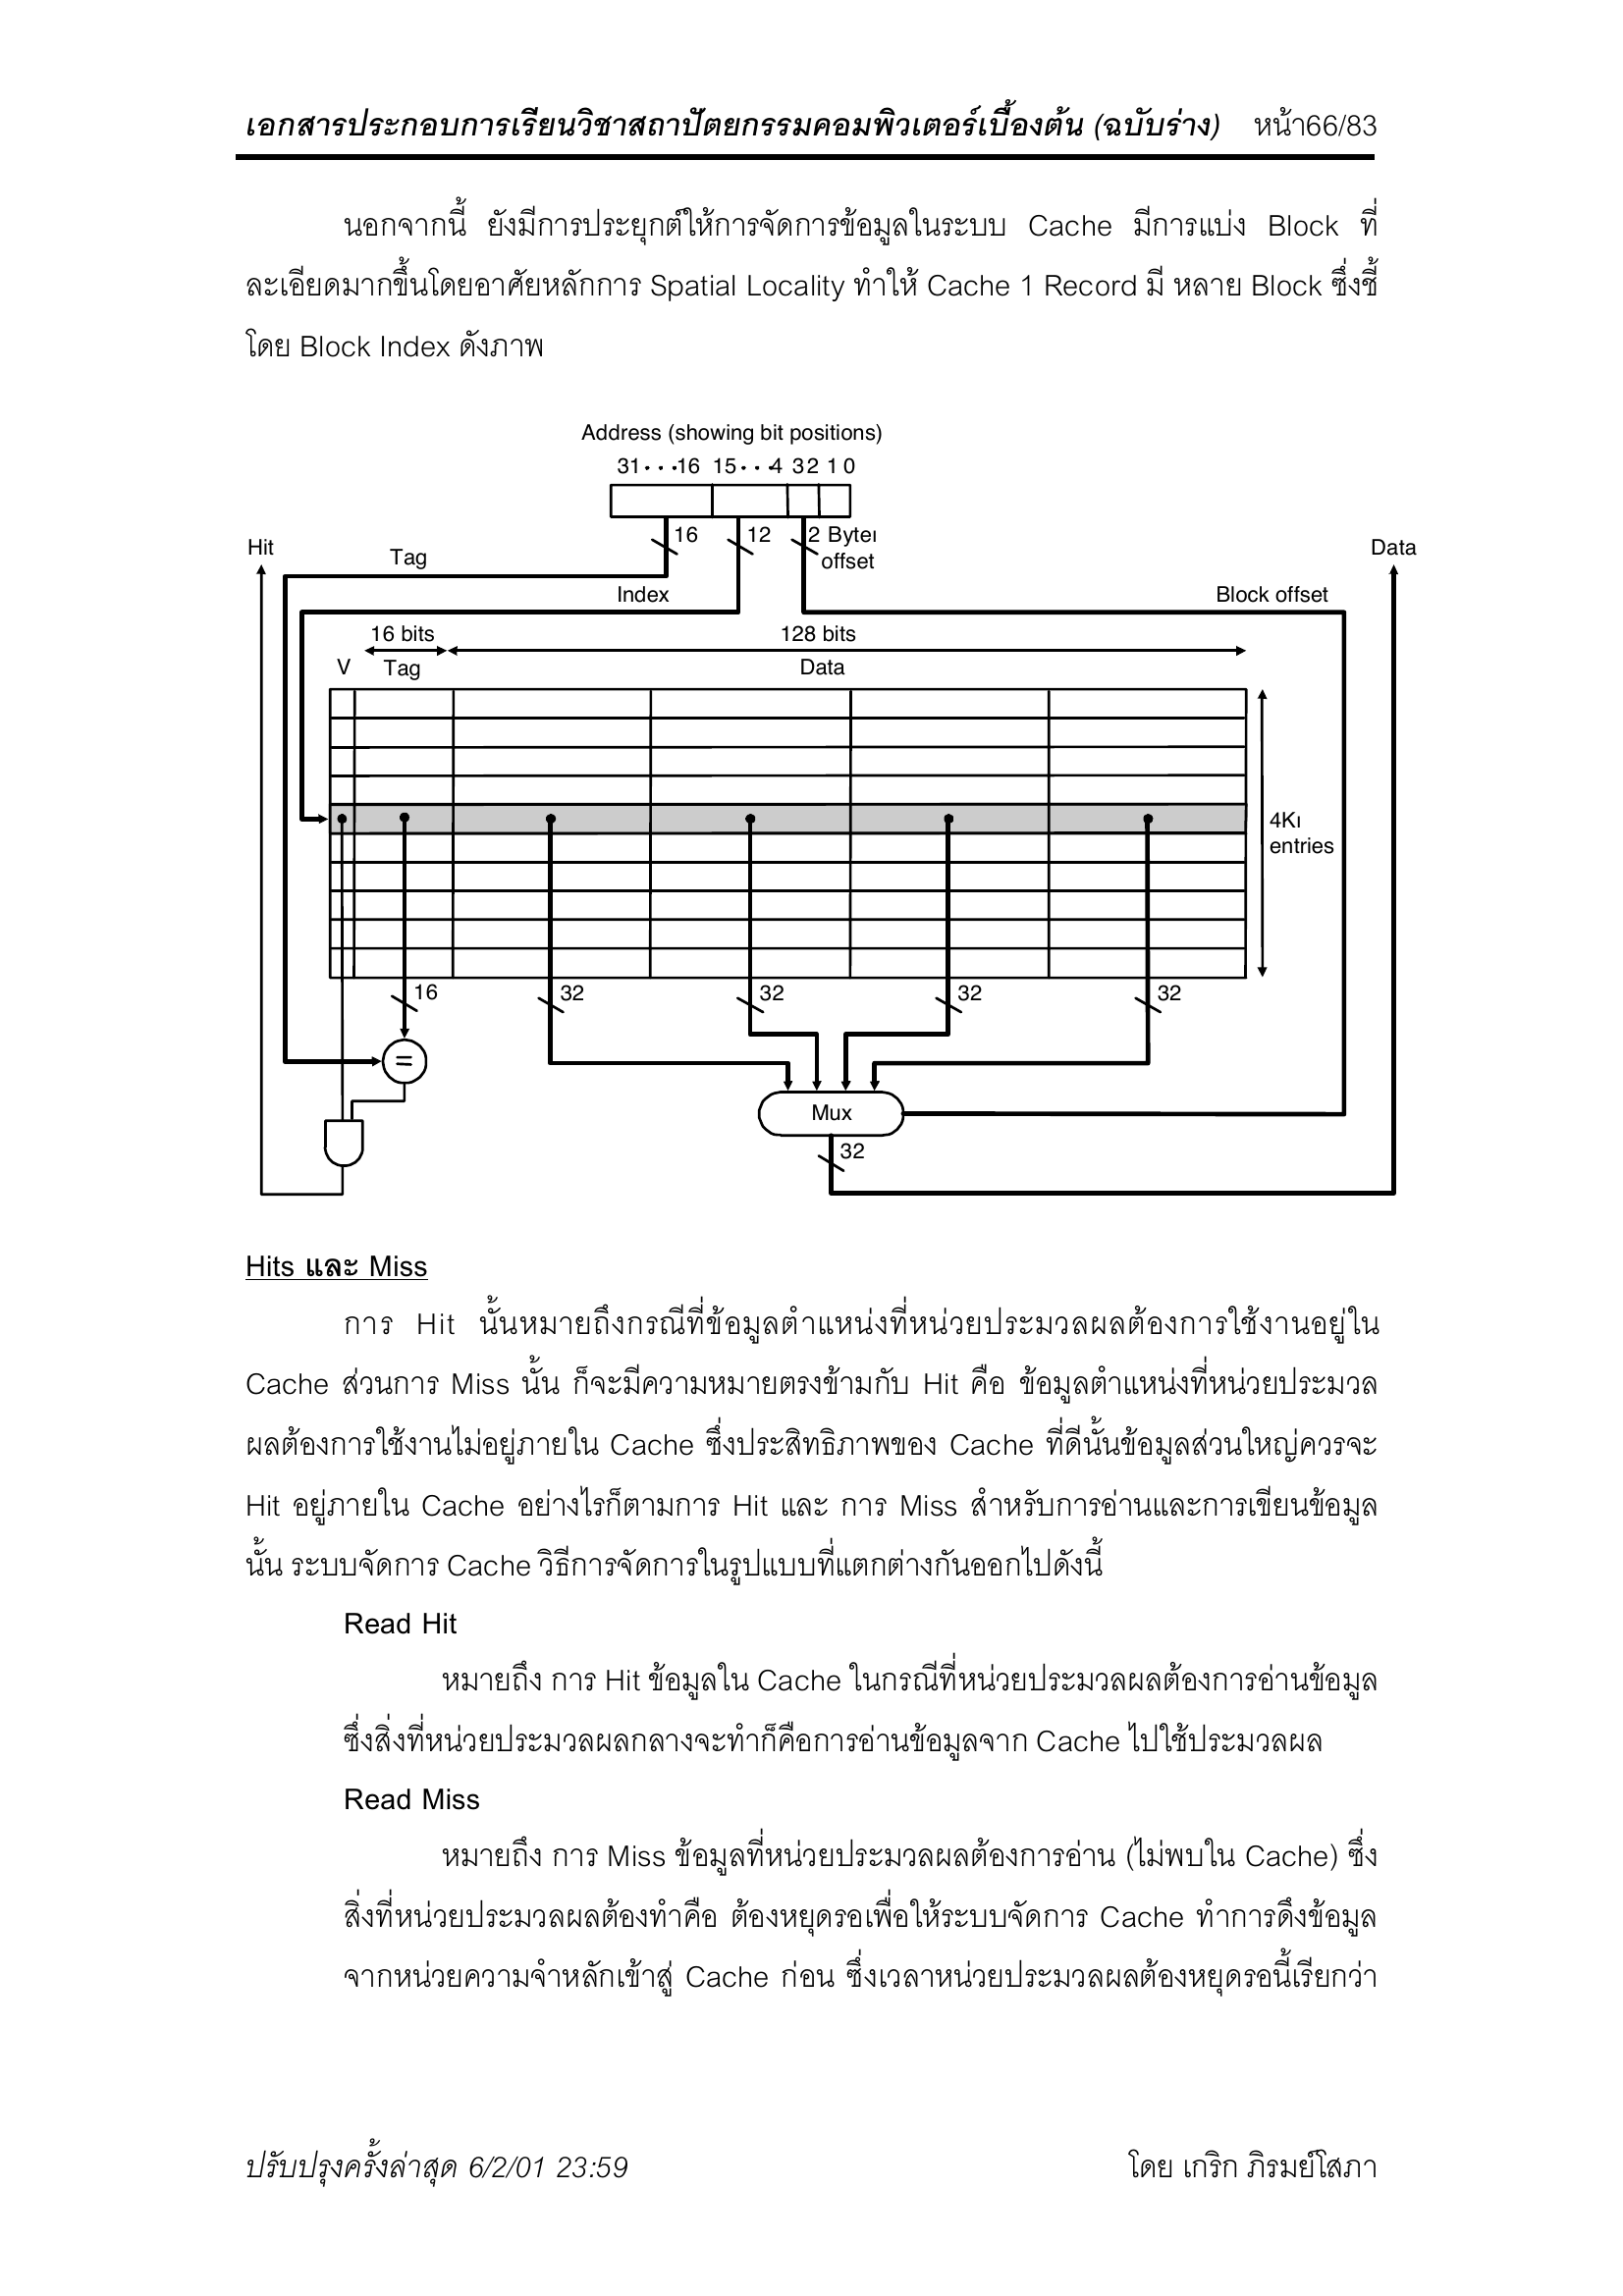 เอกสารประกอบการเรียนวิชาสถาปัตยกรรมคอมพิวเตอร์เบื้องต้น (ฉบับร่าง) หน้า66/83
นอกจากนี้ ยังมีการประยุกต์ให้การจัดการข้อมูลในระบบ Cache มีการแบ่ง Block ที่
ละเอียดมากขึ้นโดยอาศัยหลักการ Spatial Locality ทำให้ Cache 1 Record มี หลาย Block ซึ่งชี้
โดย Block Index ดังภาพ
Address (showing bit positions)
31 . . . 16 15 . . . 4 3 2 1 0
16 12 2 Byte
offset
Hit
Tag
Data
Index
Block offset
16 bits
128 bits
V
Tag
Data
4K
entries
16 32 32 32 32
=
Mux
32
Hits และ Miss
การ Hit นั้นหมายถึงกรณีที่ข้อมูลตำแหน่งที่หน่วยประมวลผลต้องการใช้งานอยู่ใน
Cache ส่วนการ Miss นั้น ก็จะมีความหมายตรงข้ามกับ Hit คือ ข้อมูลตำแหน่งที่หน่วยประมวล
ผลต้องการใช้งานไม่อยู่ภายใน Cache ซึ่งประสิทธิภาพของ Cache ที่ดีนั้นข้อมูลส่วนใหญ่ควรจะ
Hit อยู่ภายใน Cache อย่างไรก็ตามการ Hit และ การ Miss สำหรับการอ่านและการเขียนข้อมูล
นั้น ระบบจัดการ Cache วิธีการจัดการในรูปแบบที่แตกต่างกันออกไปดังนี้
Read Hit
หมายถึง การ Hit ข้อมูลใน Cache ในกรณีที่หน่วยประมวลผลต้องการอ่านข้อมูล
ซึ่งสิ่งที่หน่วยประมวลผลกลางจะทำก็คือการอ่านข้อมูลจาก Cache ไปใช้ประมวลผล
Read Miss
หมายถึง การ Miss ข้อมูลที่หน่วยประมวลผลต้องการอ่าน (ไม่พบใน Cache) ซึ่ง
สิ่งที่หน่วยประมวลผลต้องทำคือ ต้องหยุดรอเพื่อให้ระบบจัดการ Cache ทำการดึงข้อมูล
จากหน่วยความจำหลักเข้าสู่ Cache ก่อน ซึ่งเวลาหน่วยประมวลผลต้องหยุดรอนี้เรียกว่า
ปรับปรุงครั้งล่าสุด 6/2/01 23:59
โดย เกริก ภิรมย์โสภา